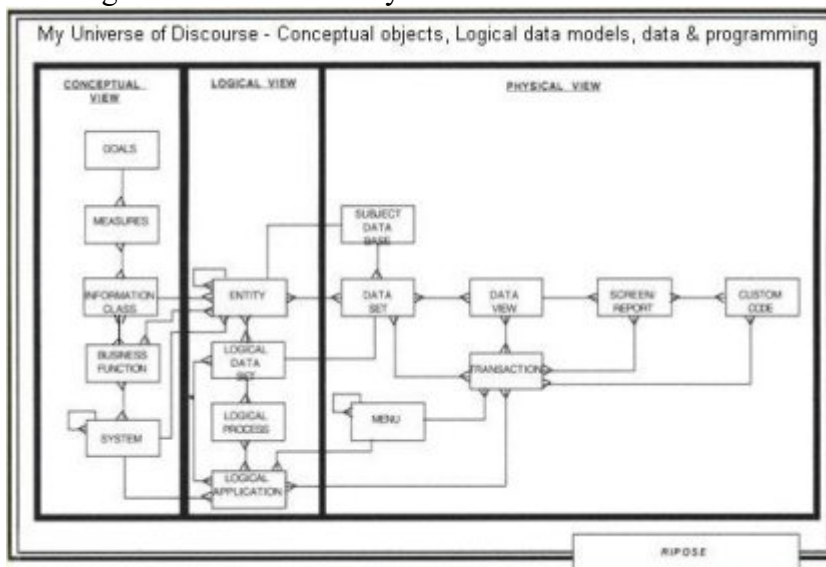 My Universe of Discourse - Conceptual objects, Logical data models, data & programming
CONCEPTUAL
VIEW
LOGICAL VIEW
PHYSICAL VIEW
GOALS
MEASURES
INFORMATION
CLASS
BUSINESS
FUNCTION
SYSTEM
ENTITY
LOGICAL
DATA
SET
LOGICAL
PROCESS
LOGICAL
APPLICATION
SUBJECT
DATA
BASE
DATA
SET
DATA
VIEW
SCREEN/
REPORT
CUSTOM
CODE
TRANSACTION
MENU
RIPOSE